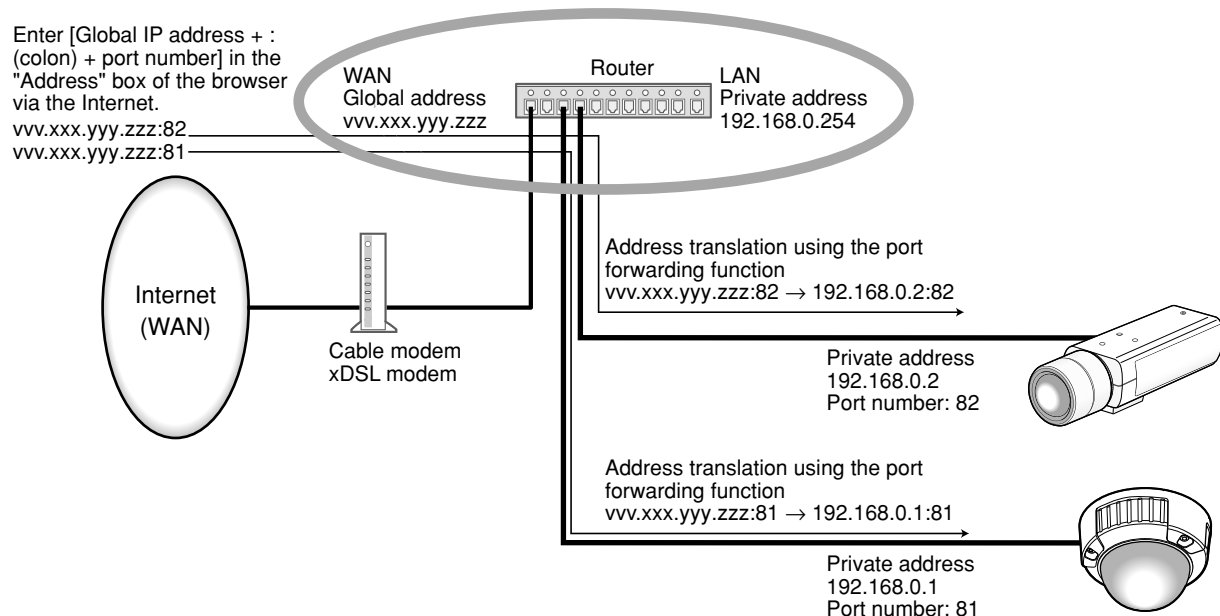 Enter [Global IP address + :
(colon) + port number] in the
"Address" box of the browser
via the Internet.
vvv.xxx.yyy.zzz:82
vvv.xxx.yyy.zzz:81
WAN
Global address
vvv.xxx.yyy.zzz
Router
LAN
Private address
192.168.0.254
Internet
(WAN)
Cable modem
xDSL modem
Address translation using the port
forwarding function
vvv.xxx.yyy.zzz:82 → 192.168.0.2:82
Private address
192.168.0.2
Port number: 82
Address translation using the port
forwarding function
vvv.xxx.yyy.zzz:81 → 192.168.0.1:81
Private address
192.168.0.1
Port number: 81